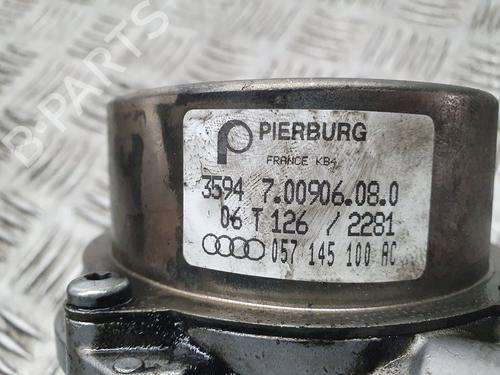 PIERBURG
FRANCE KB4
3594 7.00906.08.0
06 T 126 / 2281
057 145 100 AC
B-PARTS